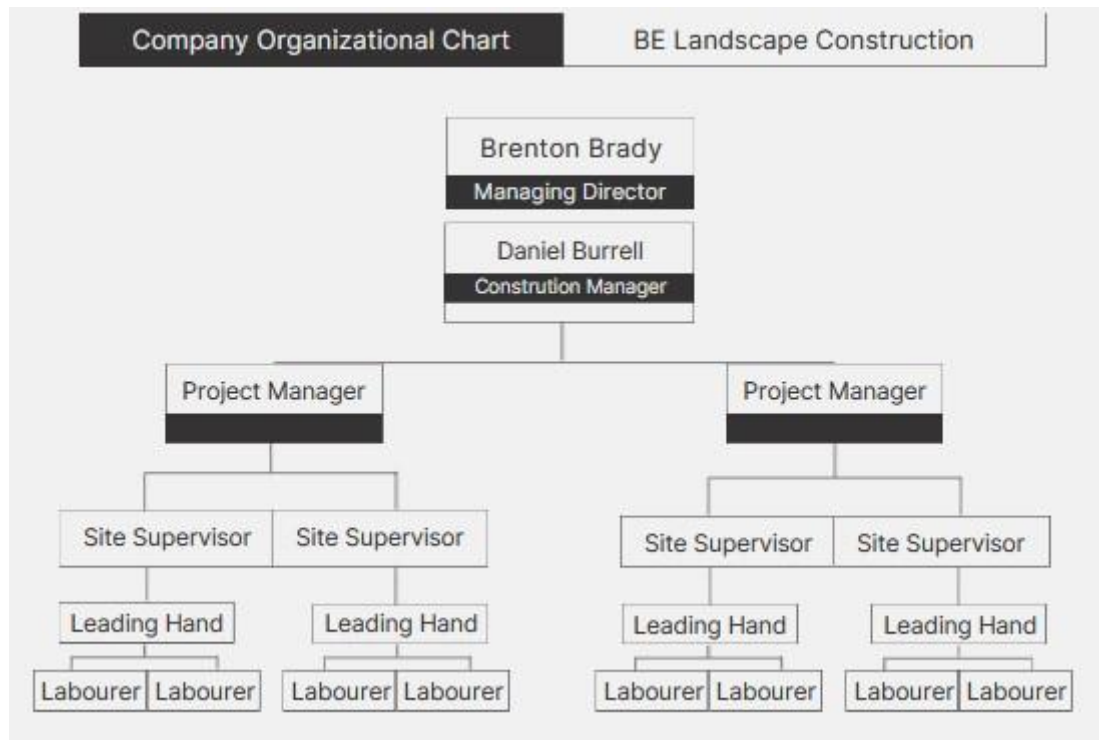 Company Organizational Chart
BE Landscape Construction
Brenton Brady
Managing Director
Daniel Burrell
Constrution Manager
Project Manager
Project Manager
Site Supervisor
Site Supervisor
Site Supervisor
Site Supervisor
Leading Hand
Leading Hand
Leading Hand
Leading Hand
Labourer
Labourer
Labourer
Labourer
Labourer
Labourer
Labourer
Labourer